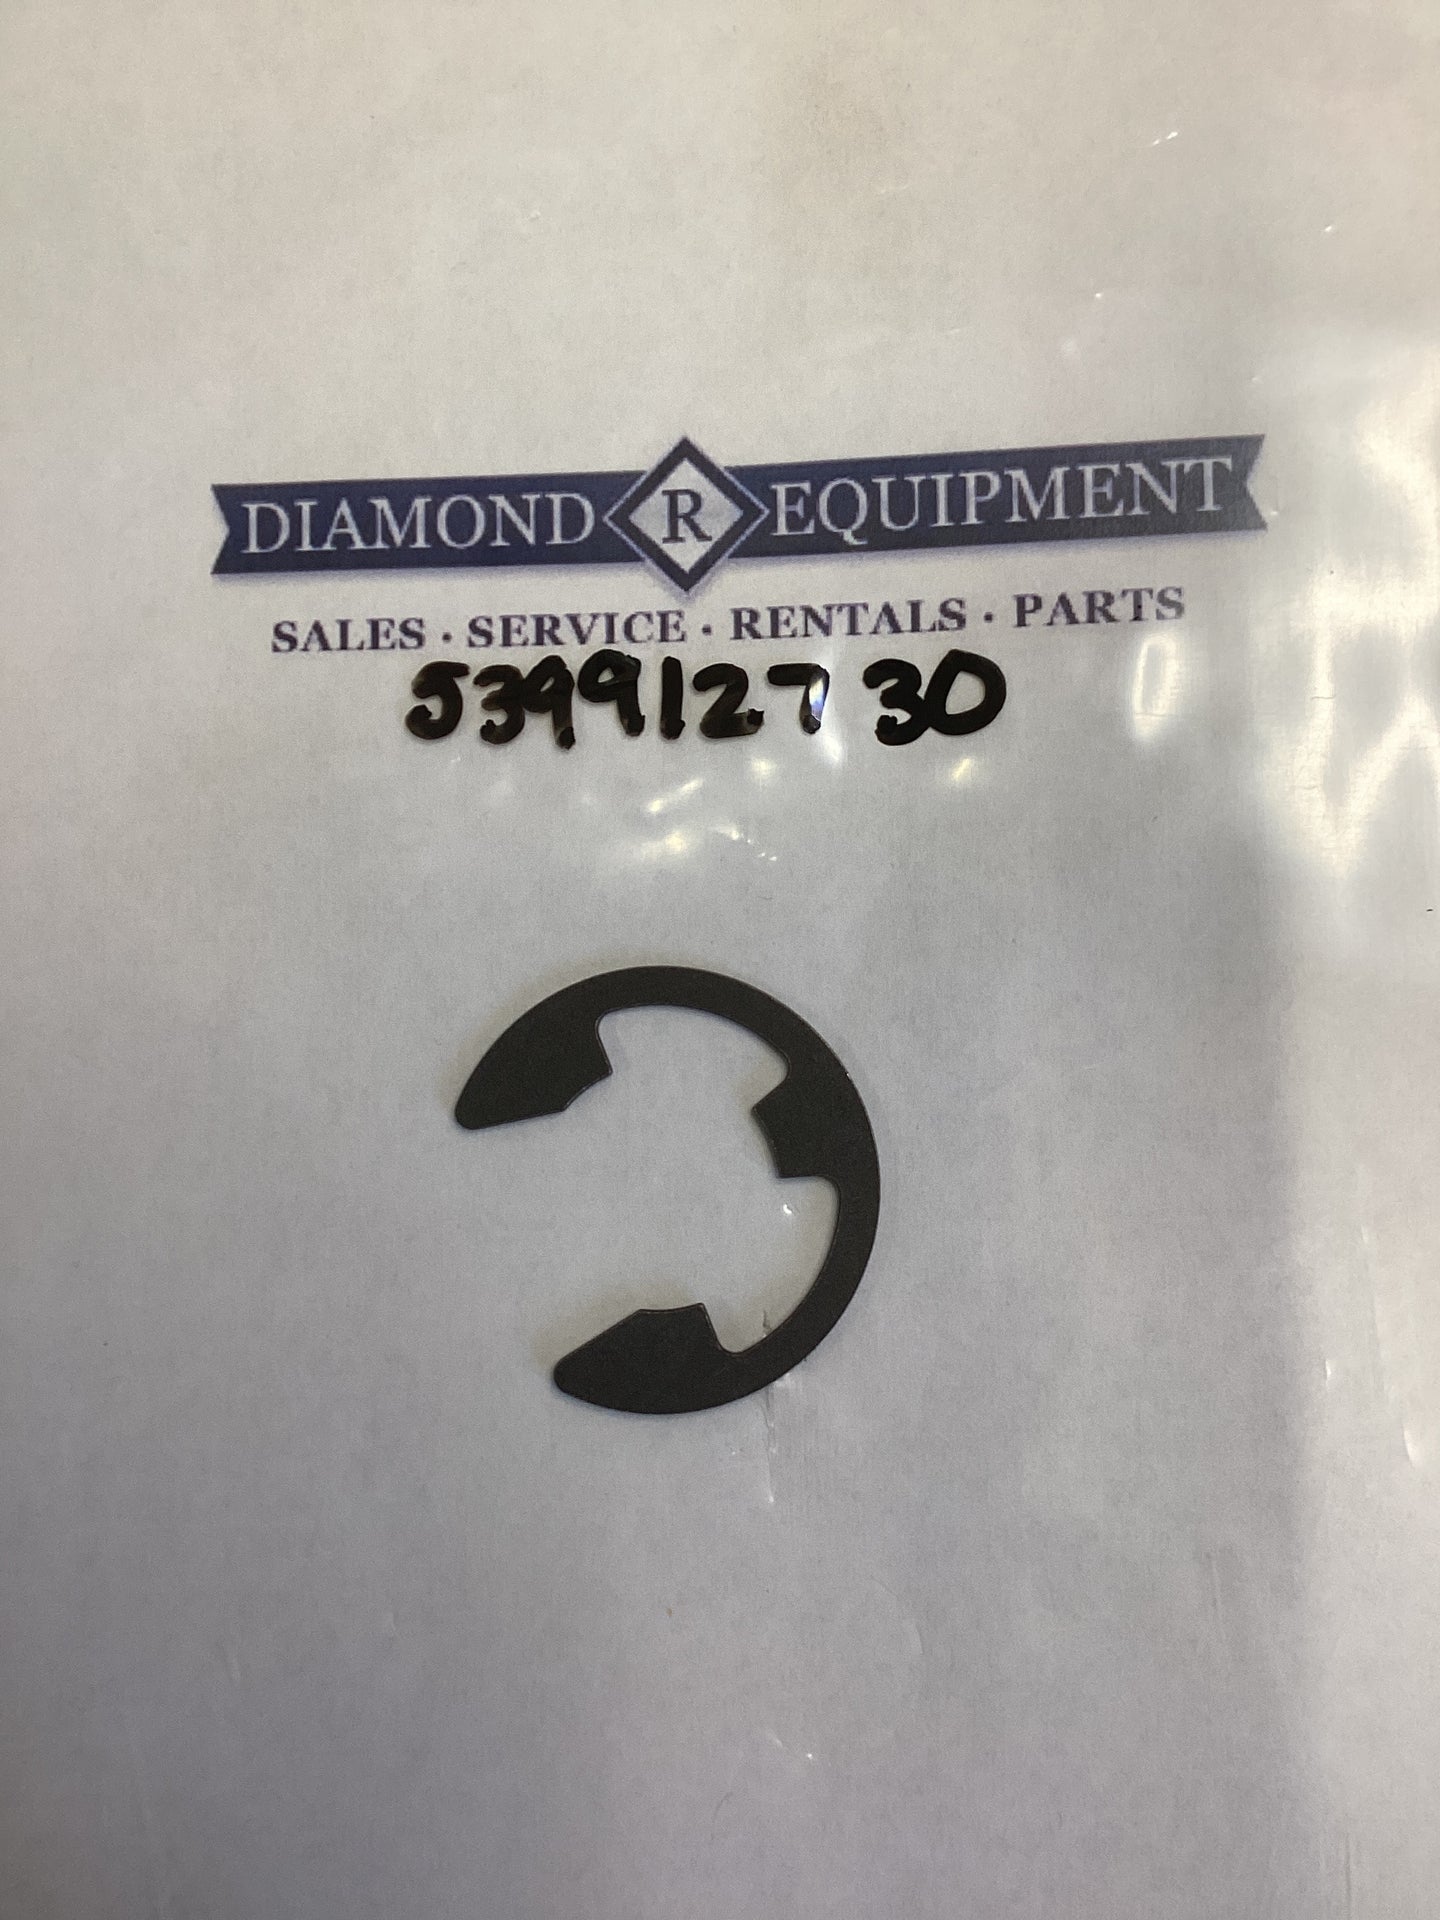 DIAMOND R EQUIPMENT
SALES · SERVICE · RENTALS · PARTS
539912730